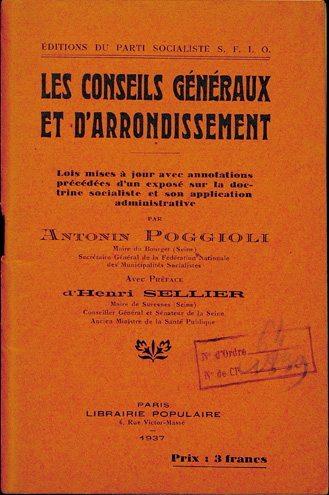 ÉDITIONS DU PARTI SOCIALISTE S. F. I. O.
LES CONSEILS GÉNÉRAUX
ET D'ARRONDISSEMENT
Lois mises à jour avec annotations
précédées d'un exposé sur la doc-
trine socialiste et son application
administrative
PAR
ANTONIN POGGIOLI
Maire du Bourget (Seine)
Secrétaire Général de la Fédération Nationale
des Municipalités Socialistes
AVEC PRÉFACE
d'Henri SELLIER
Maire de Suresnes (Seine)
Conseiller Général et Sénateur de la Seine
Ancien Ministre de la Santé Publique
N° d'Ordre
N° de Cl
PARIS
LIBRAIRIE POPULAIRE
4, Rue Victor-Massé
1937
Prix : 3 francs